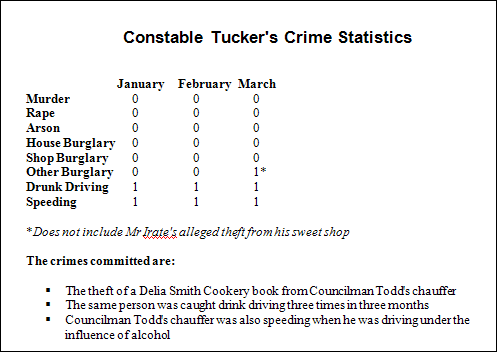 Constable Tucker's Crime Statistics
January February March
Murder 0 0 0
Rape 0 0 0
Arson 0 0 0
House Burglary 0 0 0
Shop Burglary 0 0 0
Other Burglary 0 0 1*
Drunk Driving 1 1 1
Speeding 1 1 1
*Does not include Mr Irate's alleged theft from his sweet shop
The crimes committed are:
▪ The theft of a Delia Smith Cookery book from Councilman Todd's chauffer
▪ The same person was caught drink driving three times in three months
▪ Councilman Todd's chauffer was also speeding when he was driving under the
influence of alcohol